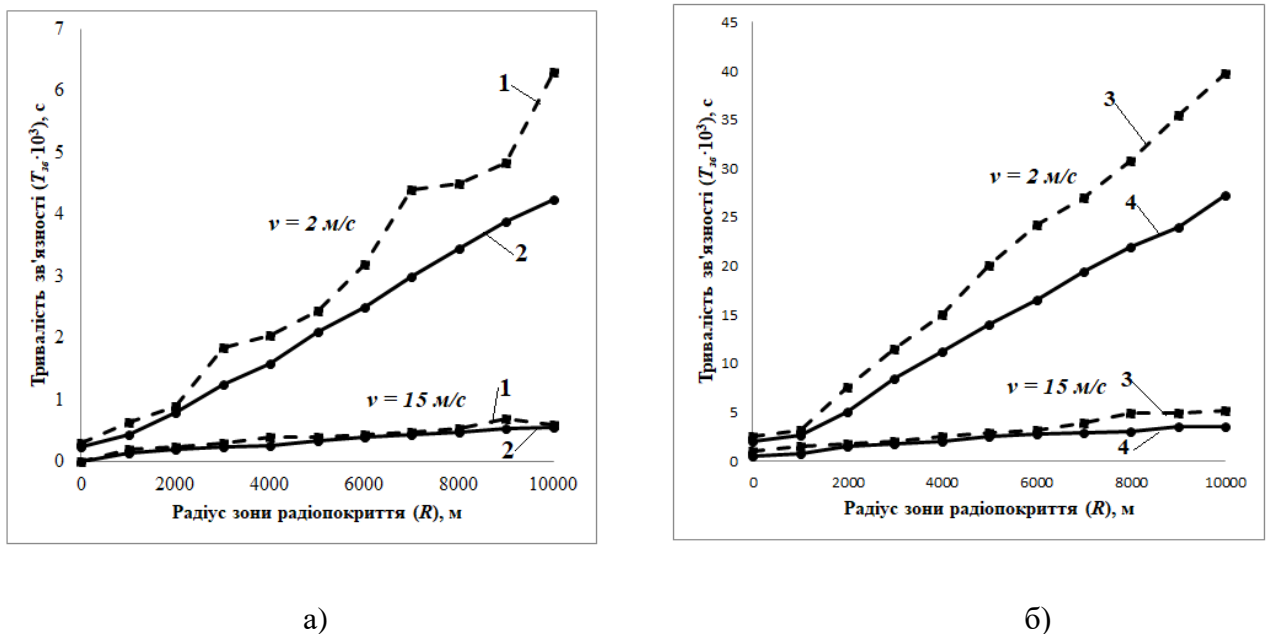 7
6
5
4
3
2
1
0
Тривалість зв'язності (Tзв·10³), с
1
v = 2 м/с
2
v = 15 м/с
1
2
0 2000 4000 6000 8000 10000
Радіус зони радіопокриття (R), м
а)
45
40
35
30
25
20
15
10
5
0
Тривалість зв'язності (Tзв·10³), с
3
v = 2 м/с
4
v = 15 м/с
3
4
0 2000 4000 6000 8000 10000
Радіус зони радіопокриття (R), м
б)